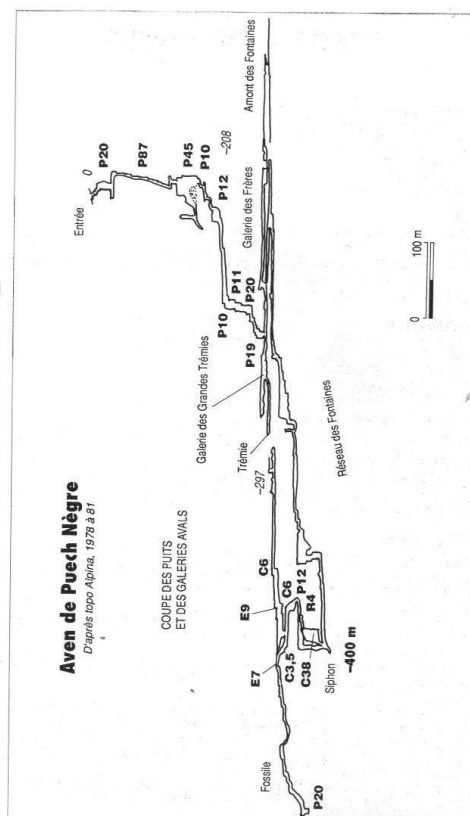 Aven de Puech Nègre
D'après topo Alpina, 1978 à 81
COUPE DES PUITS
ET DES GALERIES AVALS
Entrée
0
P20
P87
P45
P10
-208
P12
P11
P10
P20
P19
Amont des Fontaines
Galerie des Frères
Galerie des Grandes Trémies
Trémie
-297
Réseau des Fontaines
C6
E9
C6
P12
R4
E7
C3,5
C38
Siphon
-400 m
Fossile
P20
0
100 m